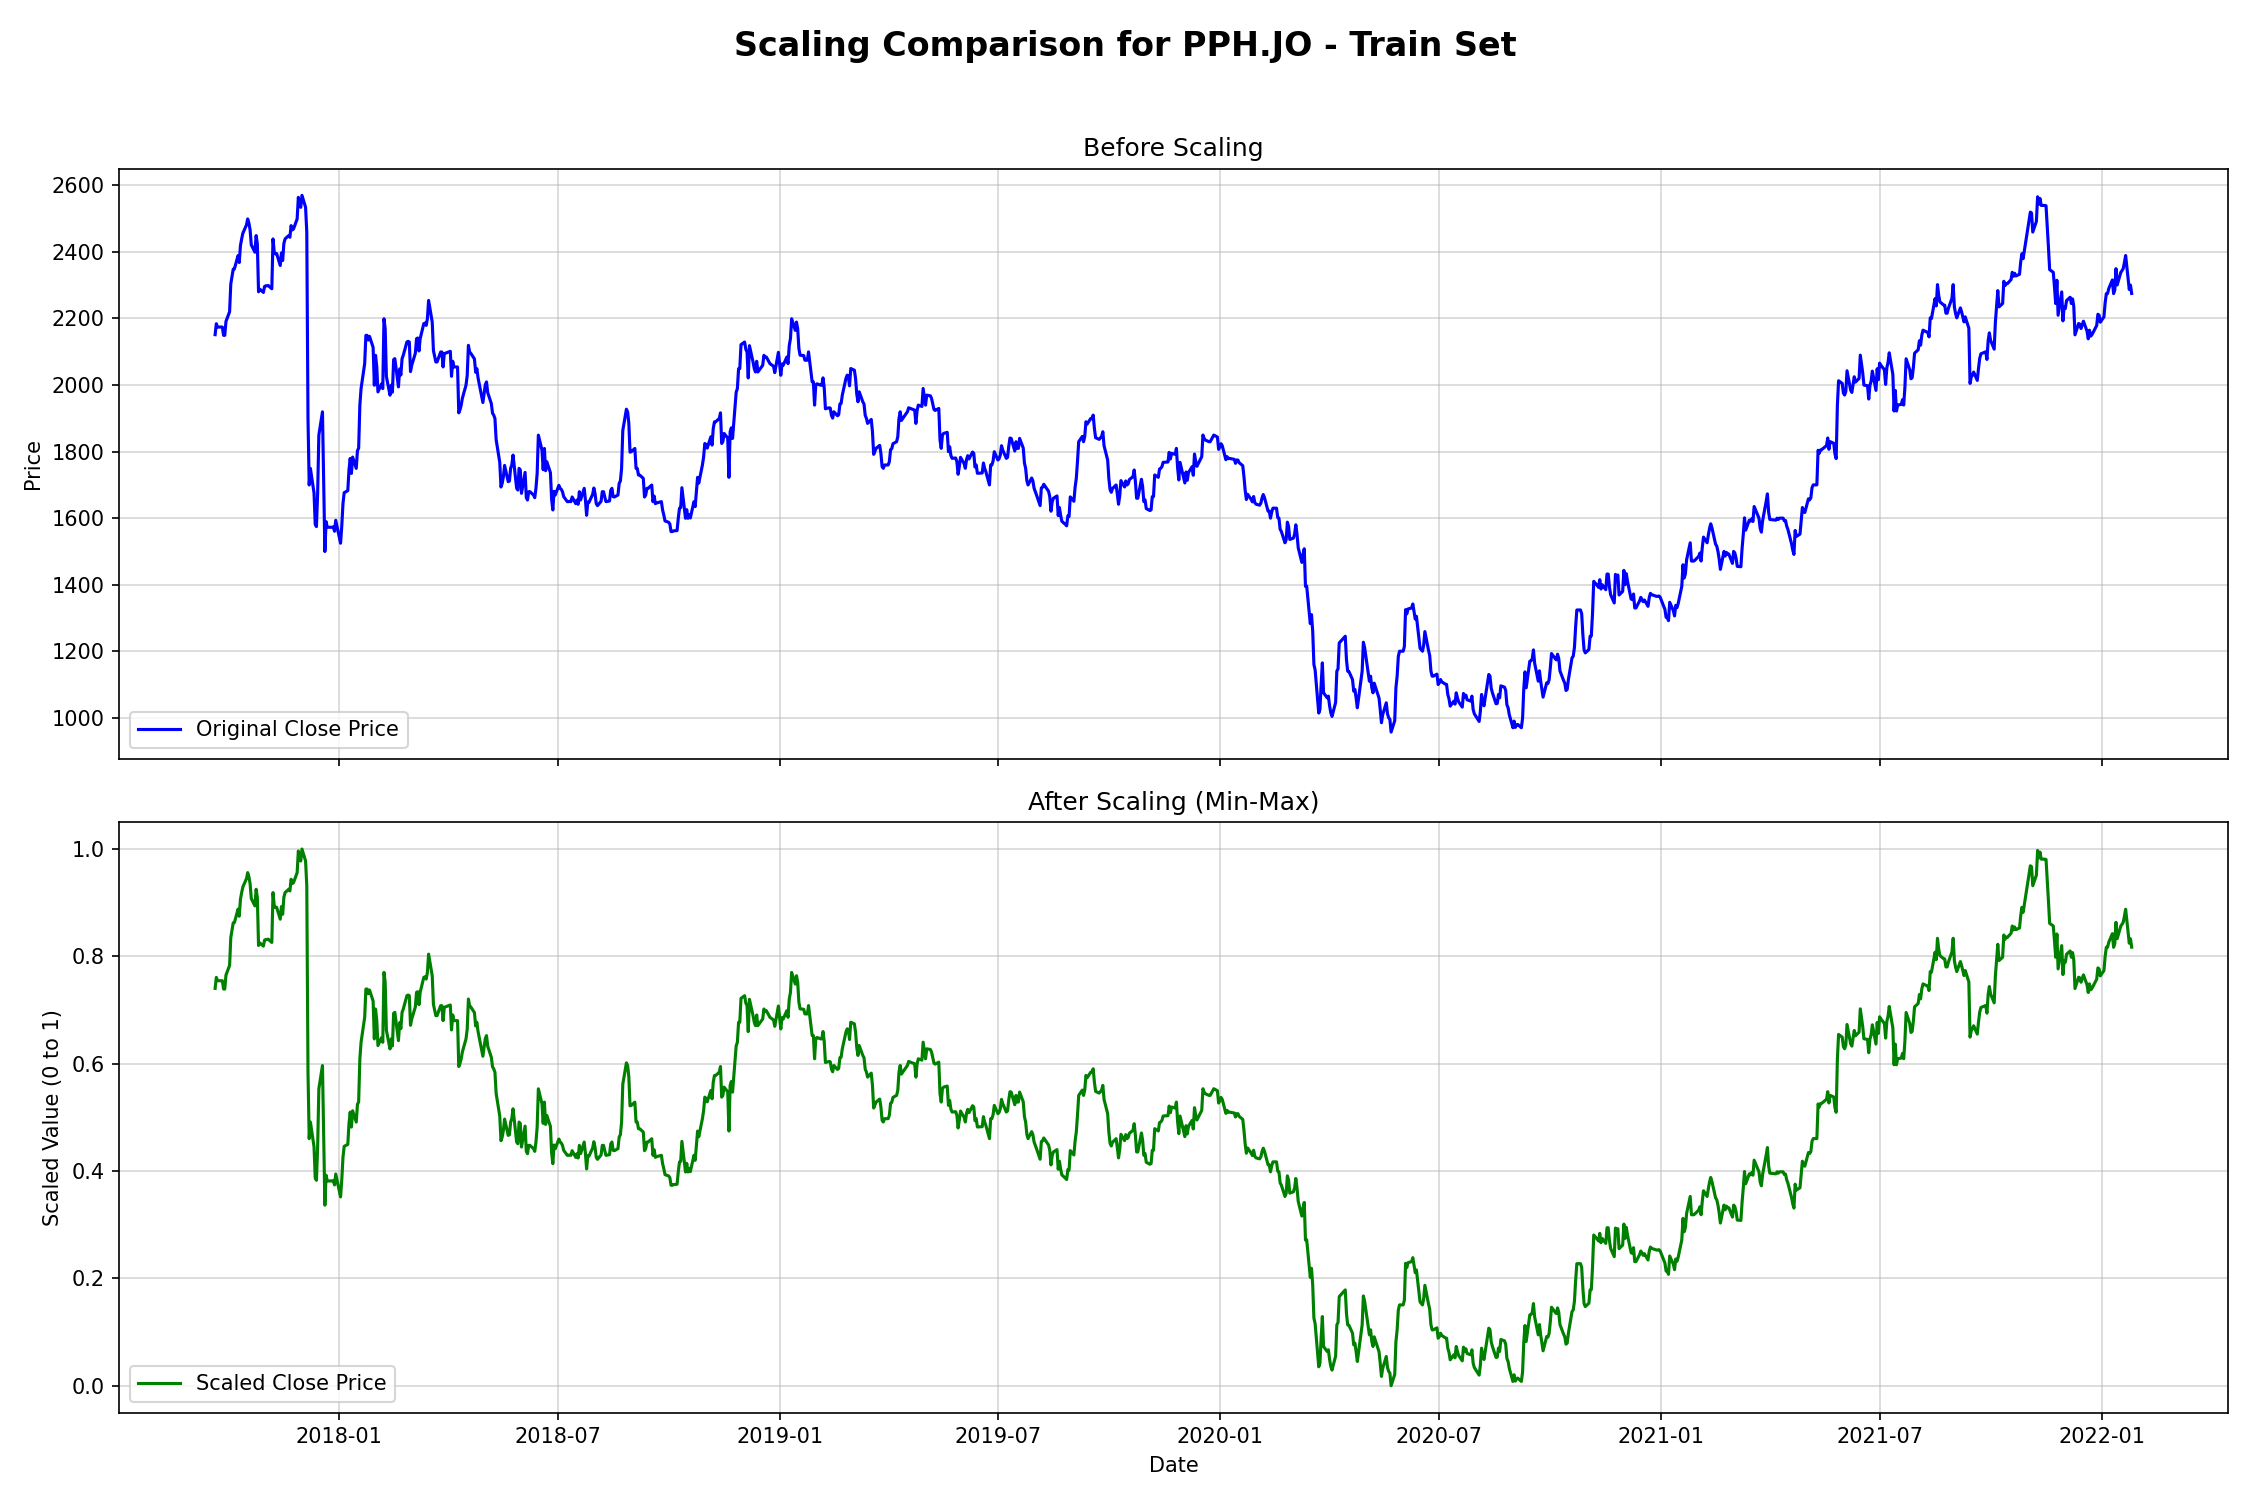 Scaling Comparison for PPH.JO - Train Set
Before Scaling
Price
2600
2400
2200
2000
1800
1600
1400
1200
1000
Original Close Price
After Scaling (Min-Max)
Scaled Value (0 to 1)
1.0
0.8
0.6
0.4
0.2
0.0
Scaled Close Price
2018-01 2018-07 2019-01 2019-07 2020-01 2020-07 2021-01 2021-07 2022-01
Date